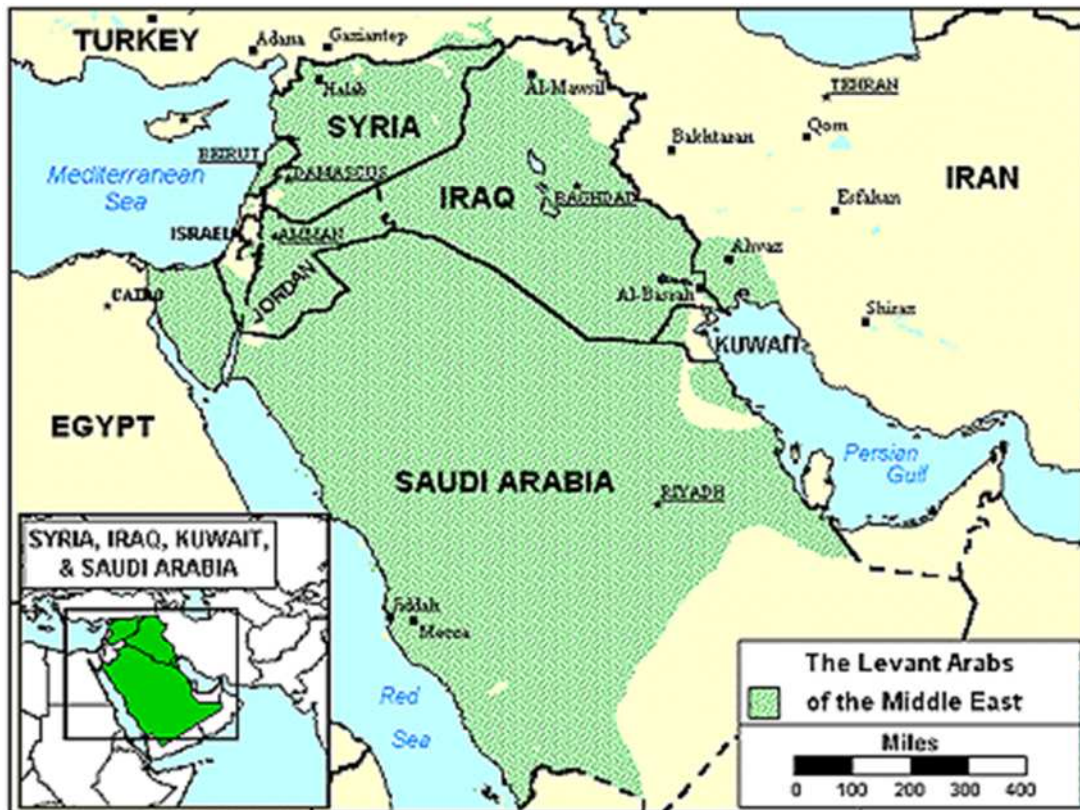 TURKEY
Adana
Gaziantep
Halab
Al-Mawsil
TEHRAN
Qom
Bakhtaran
SYRIA
BEIRUT
DAMASCUS
Mediterranean
Sea
IRAQ
BAGHDAD
IRAN
Esfahan
ISRAEL
AMMAN
Ahvaz
JORDAN
Al-Basrah
CAIRO
Shiraz
KUWAIT
EGYPT
SAUDI ARABIA
RIYADH
Persian
Gulf
SYRIA, IRAQ, KUWAIT,
& SAUDI ARABIA
Jiddah
Mecca
Red
Sea
The Levant Arabs
of the Middle East
Miles
0 100 200 300 400